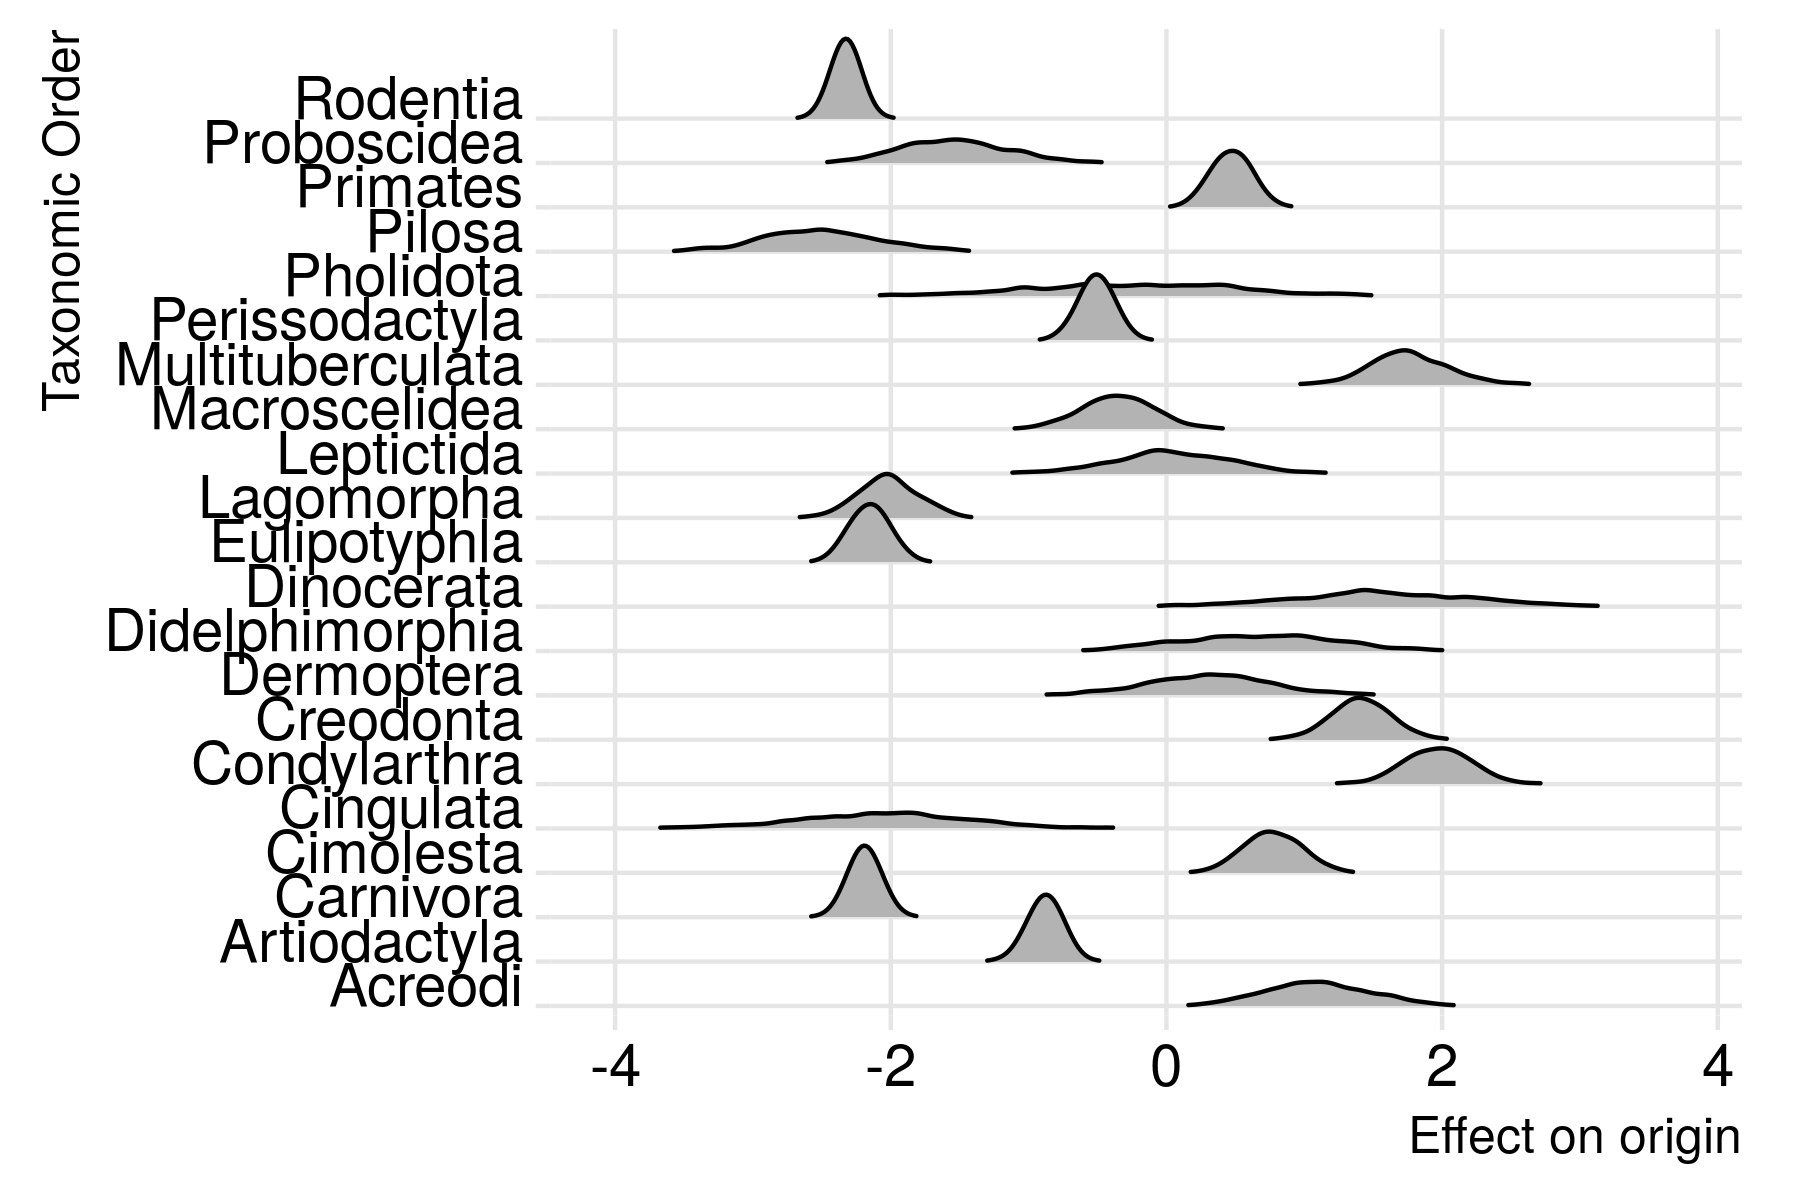 Taxonomic Order
Rodentia
Proboscidea
Primates
Pilosa
Pholidota
Perissodactyla
Multituberculata
Macroscelidea
Leptictida
Lagomorpha
Eulipotyphla
Dinocerata
Didelphimorphia
Dermoptera
Creodonta
Condylarthra
Cingulata
Cimolesta
Carnivora
Artiodactyla
Acreodi
-4 -2 0 2 4
Effect on origin